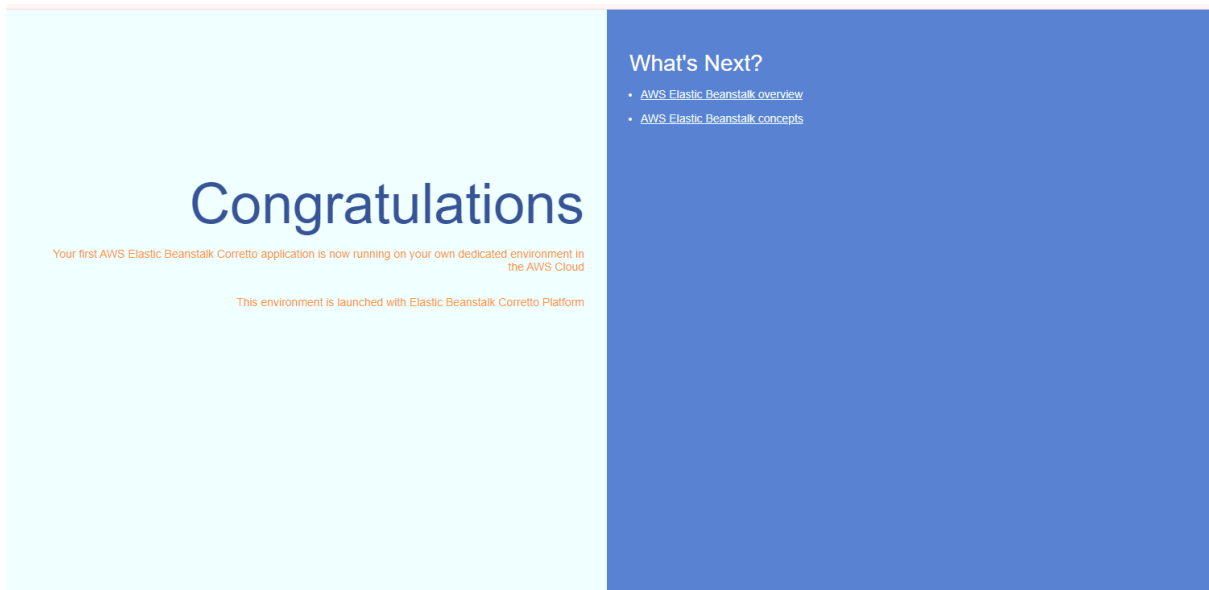 Congratulations
Your first AWS Elastic Beanstalk Corretto application is now running on your own dedicated environment in
the AWS Cloud
This environment is launched with Elastic Beanstalk Corretto Platform
What's Next?
AWS Elastic Beanstalk overview
AWS Elastic Beanstalk concepts